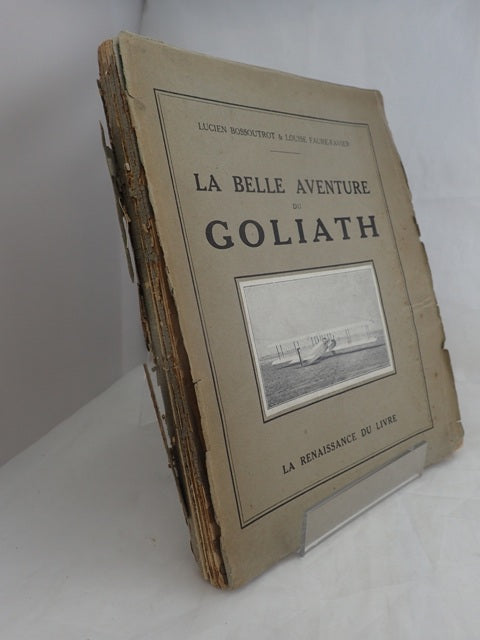 LUCIEN BOSSOUTROT & LOUISE FAURE-FAVIER
LA BELLE AVENTURE
DU
GOLIATH
LA RENAISSANCE DU LIVRE